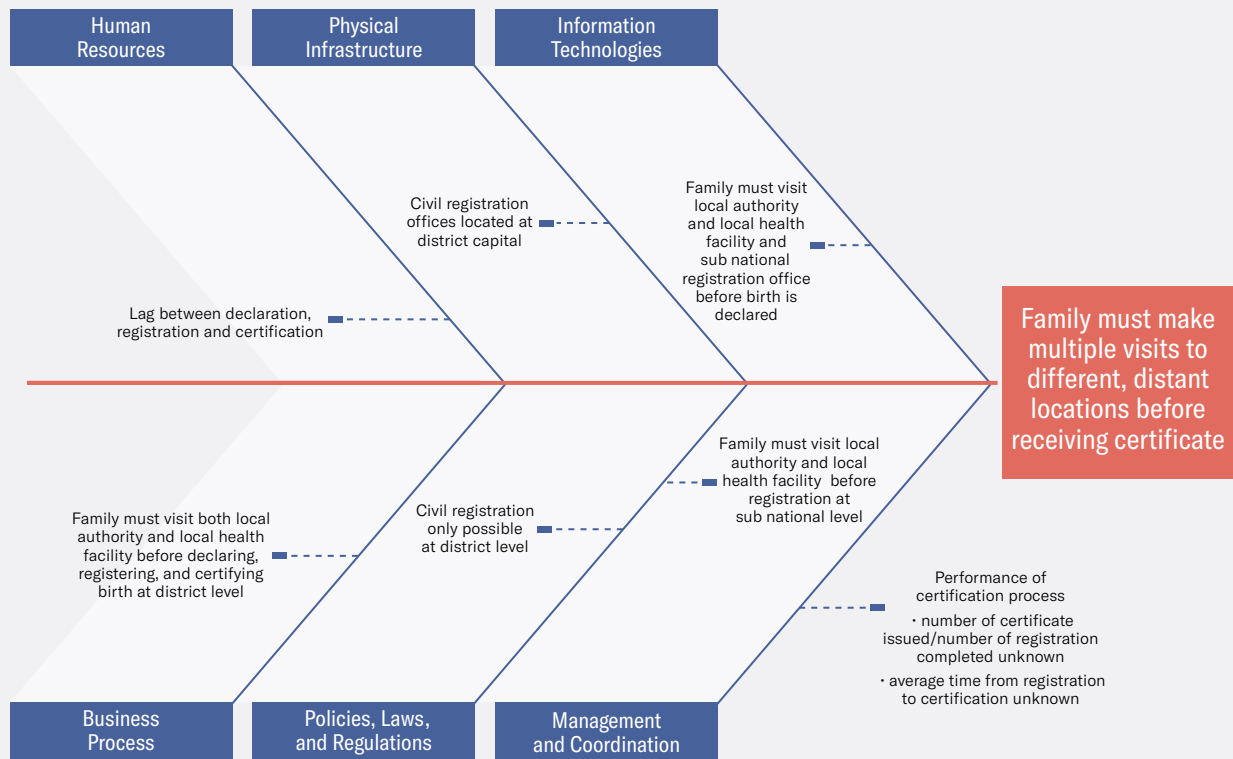 Human
Resources
Physical
Infrastructure
Information
Technologies
Family must visit
local authority
and local health
facility and
sub national
registration office
before birth is
declared
Civil registration
offices located at
district capital
Lag between declaration,
registration and certification
Family must make
multiple visits to
different, distant
locations before
receiving certificate
Family must visit local
authority and local
health facility before
registration at
sub national level
Civil registration
only possible
at district level
Family must visit both local
authority and local health
facility before declaring,
registering, and certifying
birth at district level
Performance of
certification process
• number of certificate
issued/number of registration
completed unknown
• average time from registration
to certification unknown
Business
Process
Policies, Laws,
and Regulations
Management
and Coordination